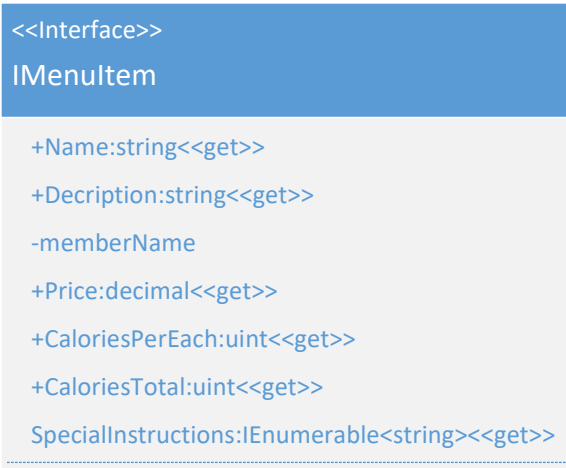 <<Interface>>
IMenuItem
+Name:string<<get>>
+Decription:string<<get>>
-memberName
+Price:decimal<<get>>
+CaloriesPerEach:uint<<get>>
+CaloriesTotal:uint<<get>>
SpecialInstructions:IEnumerable<string><<get>>